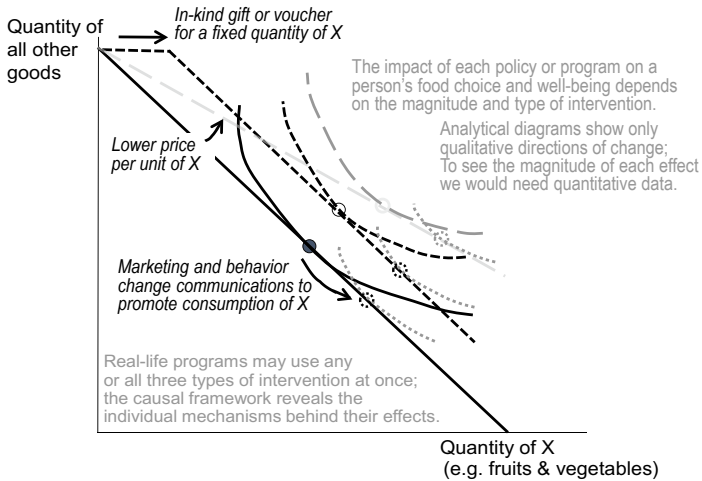 Quantity of
all other
goods
In-kind gift or voucher
for a fixed quantity of X
The impact of each policy or program on a
person's food choice and well-being depends
on the magnitude and type of intervention.
Analytical diagrams show only
qualitative directions of change;
To see the magnitude of each effect
we would need quantitative data.
Lower price
per unit of X
Marketing and behavior
change communications to
promote consumption of X
Real-life programs may use any
or all three types of intervention at once;
the causal framework reveals the
individual mechanisms behind their effects.
Quantity of X
(e.g. fruits & vegetables)